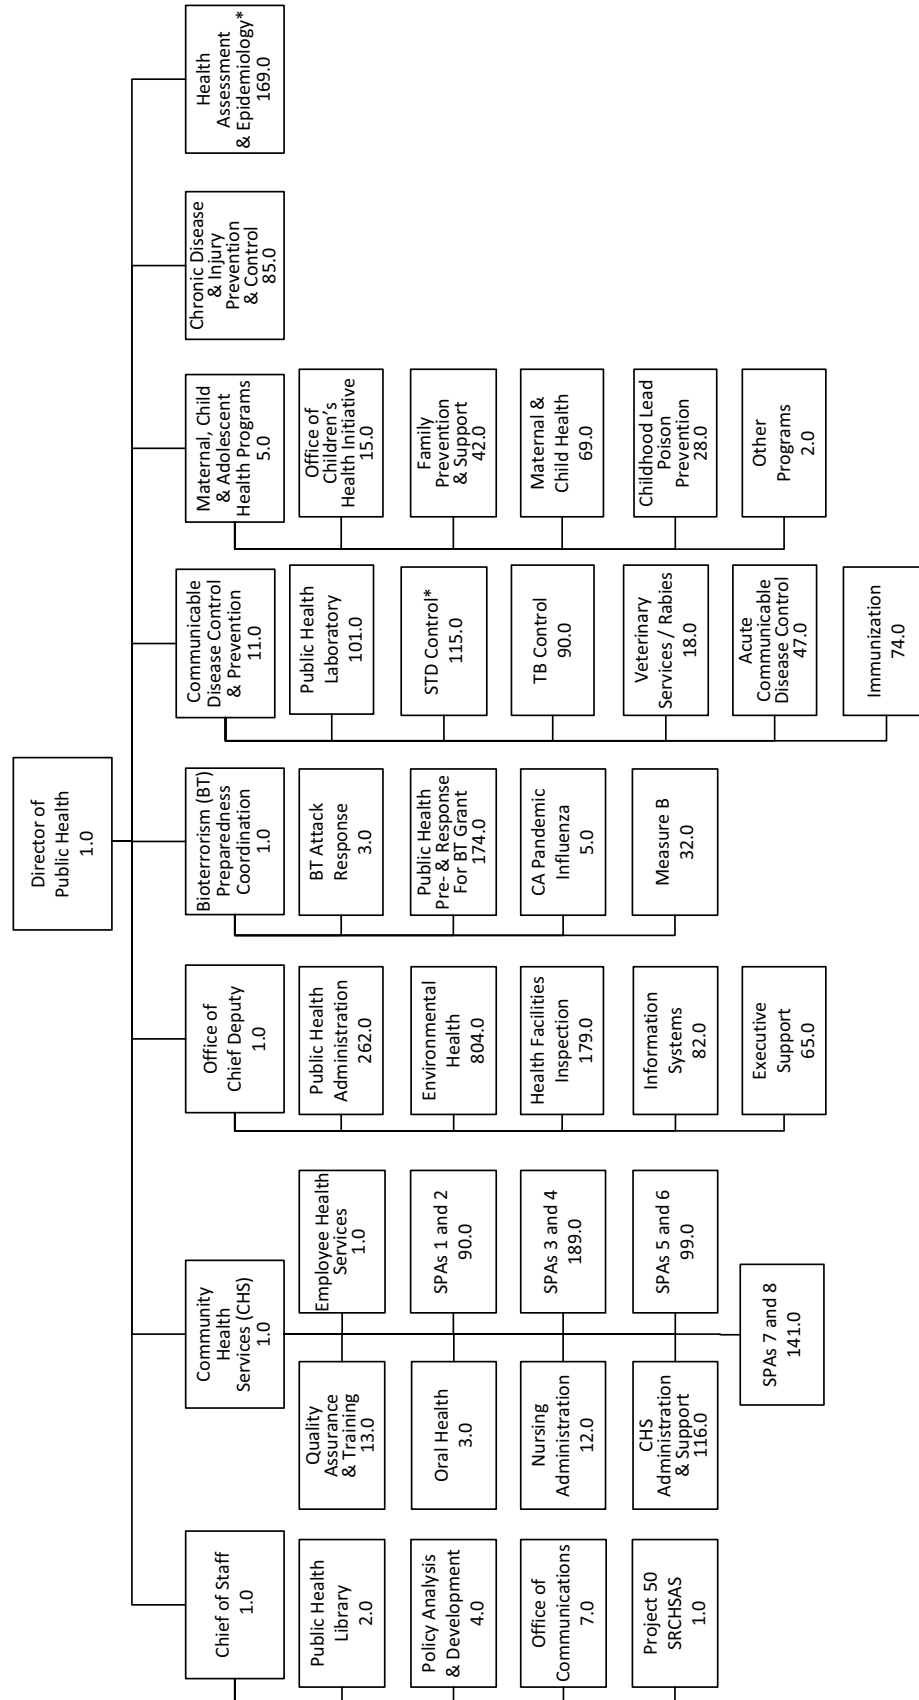 Director of
Public Health
1.0
Chief of Staff
1.0
Public Health
Library
2.0
Policy Analysis
& Development
4.0
Office of
Communications
7.0
Project 50
SRCHSAS
1.0
Community
Health
Services (CHS)
1.0
Quality
Assurance
& Training
13.0
Employee Health
Services
1.0
Oral Health
3.0
SPAs 1 and 2
90.0
Nursing
Administration
12.0
SPAs 3 and 4
189.0
CHS
Administration
& Support
116.0
SPAs 5 and 6
99.0
SPAs 7 and 8
141.0
Office of
Chief Deputy
1.0
Public Health
Administration
262.0
Environmental
Health
804.0
Health Facilities
Inspection
179.0
Information
Systems
82.0
Executive
Support
65.0
Bioterrorism (BT)
Preparedness
Coordination
1.0
BT Attack
Response
3.0
Public Health
Pre- & Response
For BT Grant
174.0
CA Pandemic
Influenza
5.0
Measure B
32.0
Communicable
Disease Control
& Prevention
11.0
Public Health
Laboratory
101.0
STD Control*
115.0
TB Control
90.0
Veterinary
Services / Rabies
18.0
Acute
Communicable
Disease Control
47.0
Immunization
74.0
Maternal, Child
& Adolescent
Health Programs
5.0
Office of
Children’s
Health Initiative
15.0
Family
Prevention
& Support
42.0
Maternal &
Child Health
69.0
Childhood Lead
Poison
Prevention
28.0
Other
Programs
2.0
Chronic Disease
& Injury
Prevention
& Control
85.0
Health
Assessment
& Epidemiology*
169.0